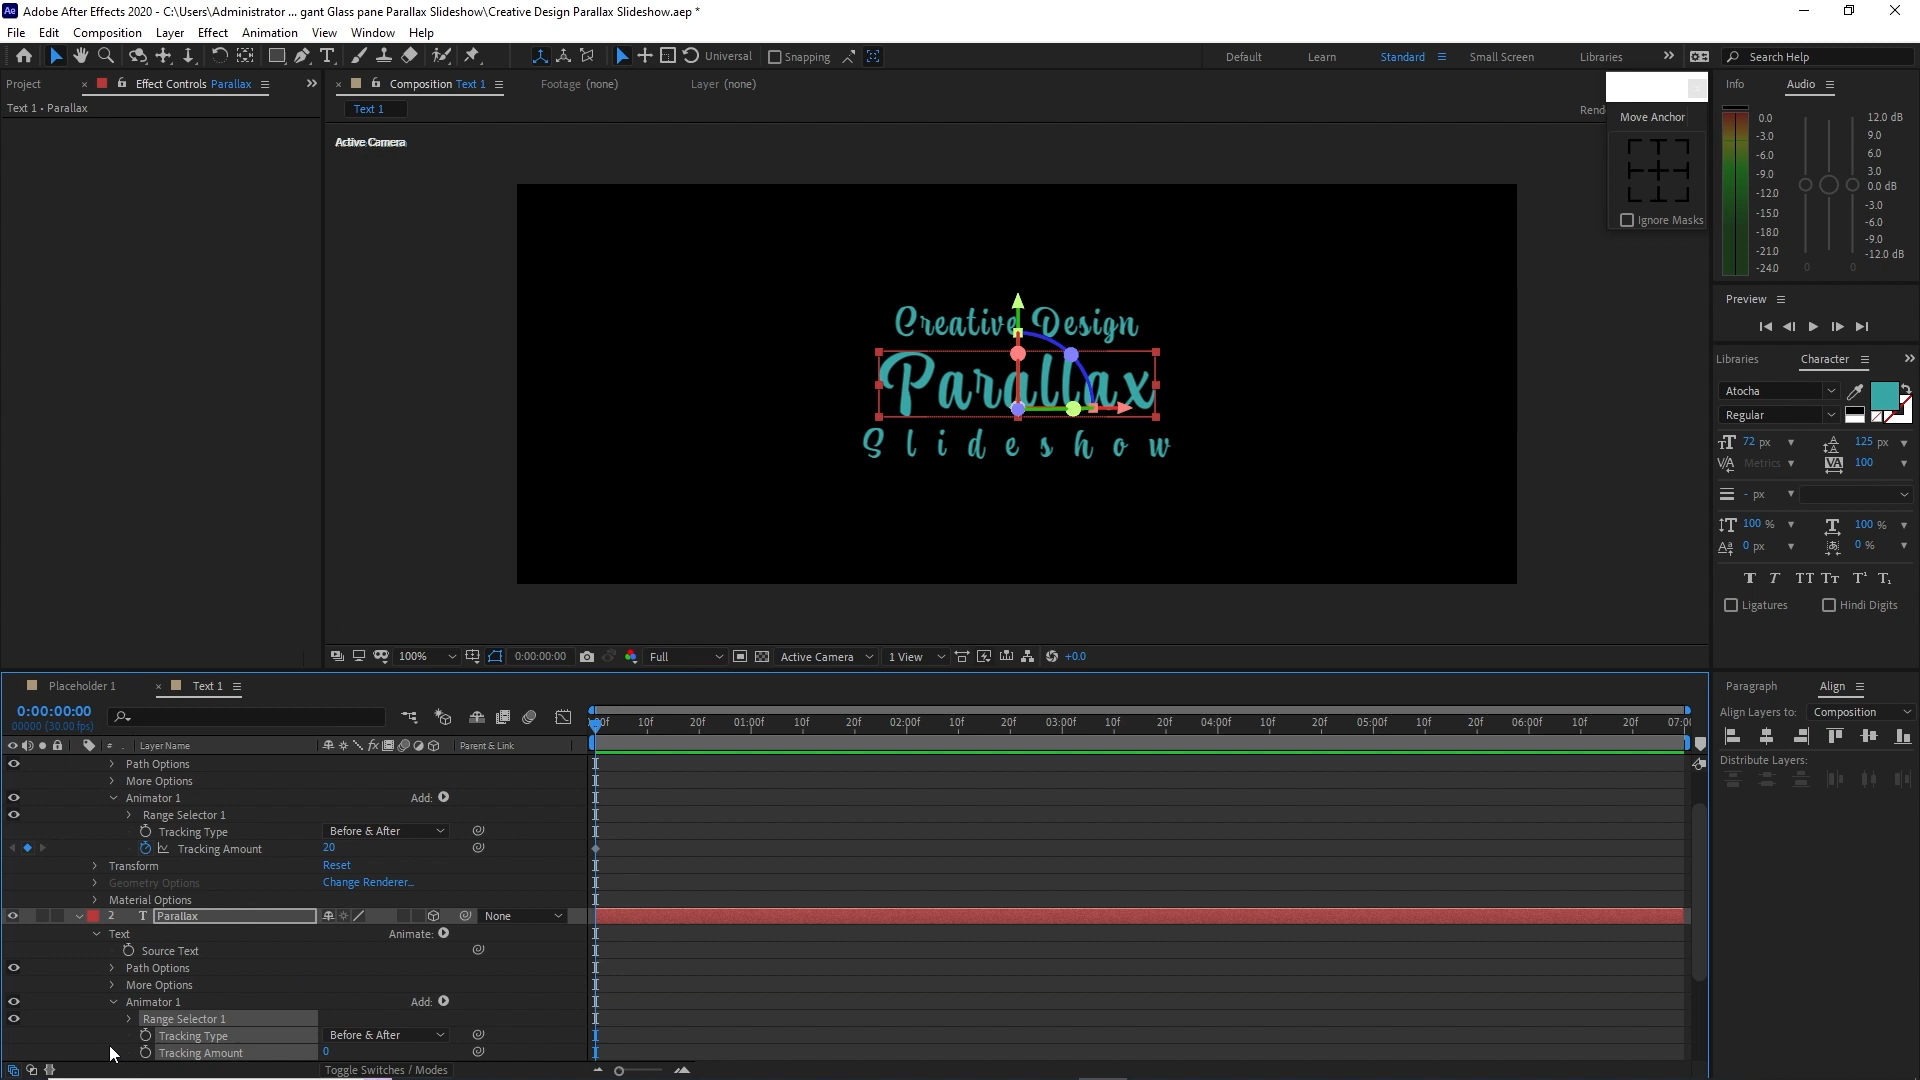 Adobe After Effects 2020 - C:\Users\Administrator ... gant Glass pane Parallax Slideshow\Creative Design Parallax Slideshow.aep *
File Edit Composition Layer Effect Animation View Window Help
Universal Snapping Default Learn Standard Small Screen Libraries Search Help
Project Effect Controls Parallax Composition Text 1 Footage (none) Layer (none) Info Audio
Text 1 • Parallax
Text 1
Rend
Active Camera
Move Anchor
Ignore Masks
0.0 12.0 dB
-3.0 9.0
-6.0 6.0
-9.0 3.0
-12.0 0.0 dB
-15.0 -3.0
-18.0 -6.0
-21.0 -9.0
-24.0 0 0 -12.0 dB
Creative Design
Parallax
Slideshow
Preview
Libraries Character
Atocha
Regular
72 px 125 px
Metrics 100
- px
100 % 100 %
0 px 0 %
Ligatures Hindi Digits
100% 0:00:00:00 Full Active Camera 1 View +0.0
Placeholder 1 Text 1
Paragraph Align
0:00:00:00
00000 (30.00 fps)
:00f 10f 20f 01:00f 10f 20f 02:00f 10f 20f 03:00f 10f 20f 04:00f 10f 20f 05:00f 10f 20f 06:00f 10f 20f 07:0
Align Layers to: Composition
Distribute Layers:
# . Layer Name Parent & Link
Path Options
More Options
Animator 1 Add:
Range Selector 1
Tracking Type Before & After
Tracking Amount 20
Transform Reset
Geometry Options Change Renderer...
Material Options
2 T Parallax None
Text Animate:
Source Text
Path Options
More Options
Animator 1 Add:
Range Selector 1
Tracking Type Before & After
Tracking Amount 0
Toggle Switches / Modes